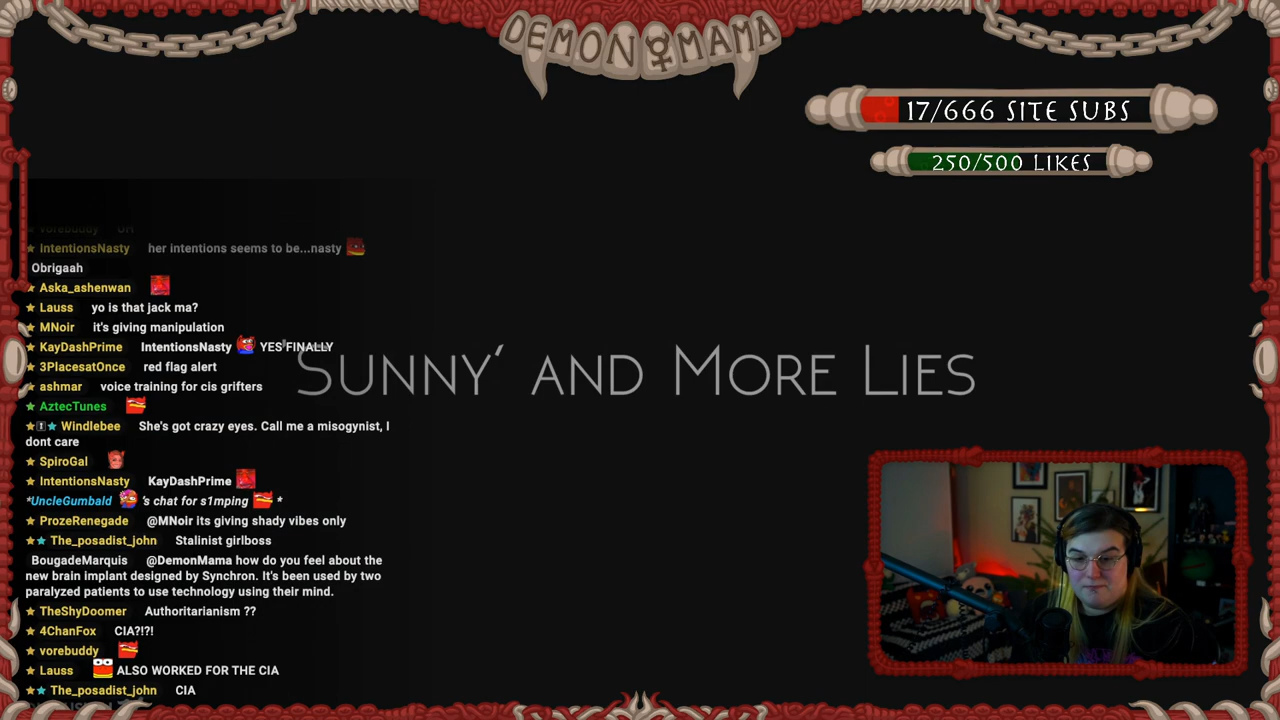 DEMON MAMA
17/666 SITE SUBS
250/500 LIKES
vorebuddy
IntentionsNasty her intentions seems to be...nasty
Obrigaah
Aska_ashenwan
Lauss yo is that jack ma?
MNoir it's giving manipulation
KayDashPrime IntentionsNasty YES FINALLY
3PlacesatOnce red flag alert
ashmar voice training for cis grifters
SUNNY' AND MORE LIES
AztecTunes
Windlebee She's got crazy eyes. Call me a misogynist, I
dont care
SpiroGal
IntentionsNasty KayDashPrime
*UncleGumbald 's chat for s1mping *
ProzeRenegade @MNoir its giving shady vibes only
The_posadist_john Stalinist girlboss
BougadeMarquis @DemonMama how do you feel about the
new brain implant designed by Synchron. It's been used by two
paralyzed patients to use technology using their mind.
TheShyDoomer Authoritarianism ??
4ChanFox CIA?!?!
vorebuddy
Lauss ALSO WORKED FOR THE CIA
The_posadist_john CIA